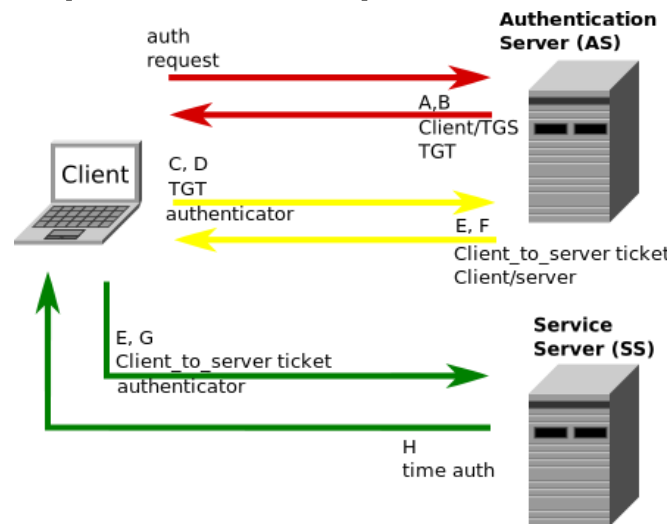 Authentication
Server (AS)
auth
request
A,B
Client/TGS
TGT
Client
C, D
TGT
authenticator
E, F
Client_to_server ticket
Client/server
E, G
Client_to_server ticket
authenticator
Service
Server (SS)
H
time auth